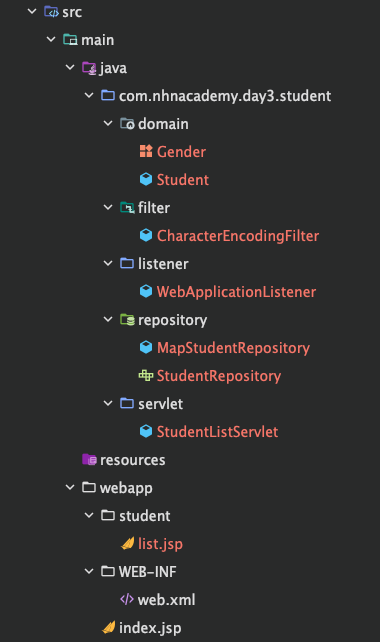 src
main
java
com.nhnacademy.day3.student
domain
Gender
Student
filter
CharacterEncodingFilter
listener
WebApplicationListener
repository
MapStudentRepository
StudentRepository
servlet
StudentListServlet
resources
webapp
student
list.jsp
WEB-INF
web.xml
index.jsp